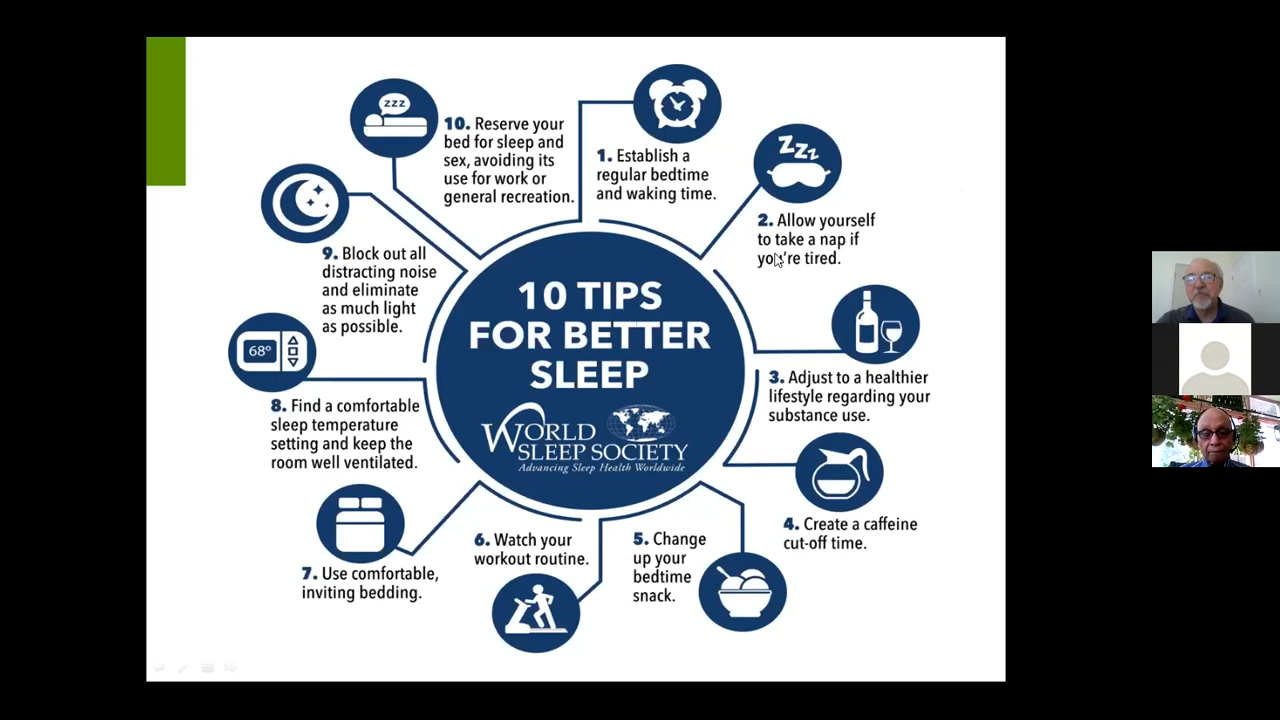 10 TIPS
FOR BETTER
SLEEP
WORLD
SLEEP SOCIETY
Advancing Sleep Health Worldwide
1. Establish a
regular bedtime
and waking time.
ZZZ
2. Allow yourself
to take a nap if
you're tired.
3. Adjust to a healthier
lifestyle regarding your
substance use.
4. Create a caffeine
cut-off time.
5. Change
up your
bedtime
snack.
6. Watch your
workout routine.
7. Use comfortable,
inviting bedding.
68°
8. Find a comfortable
sleep temperature
setting and keep the
room well ventilated.
9. Block out all
distracting noise
and eliminate
as much light
as possible.
zzz
10. Reserve your
bed for sleep and
sex, avoiding its
use for work or
general recreation.